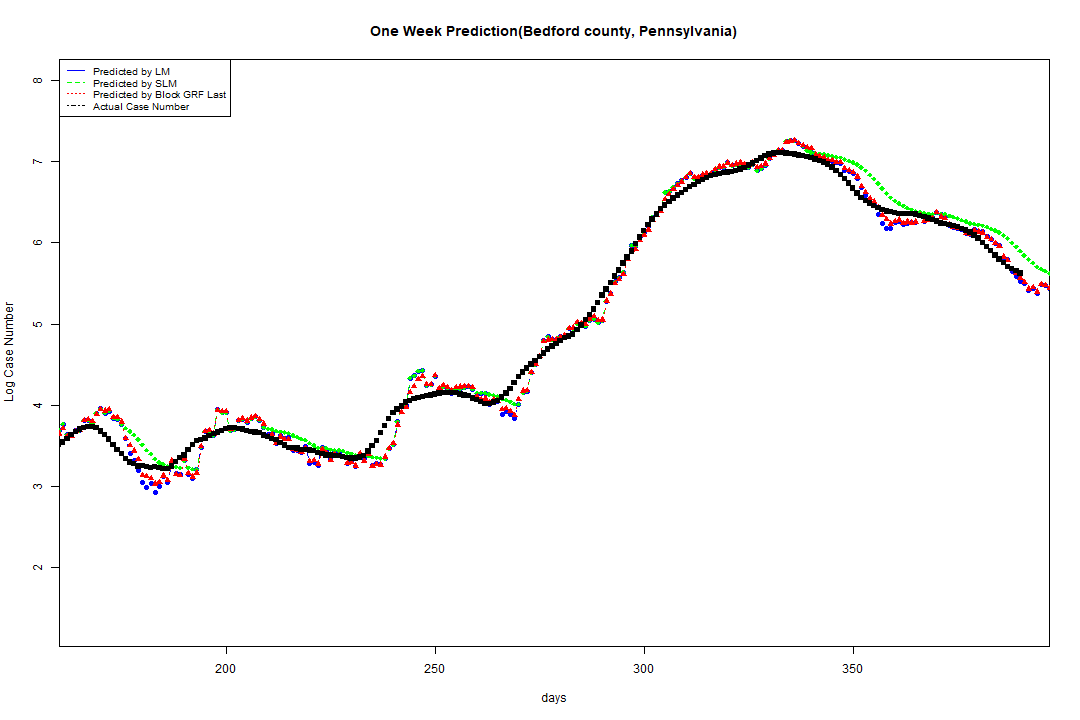 One Week Prediction(Bedford county, Pennsylvania)
Predicted by LM
Predicted by SLM
Predicted by Block GRF Last
Actual Case Number
8
7
6
5
4
3
2
Log Case Number
200 250 300 350
days